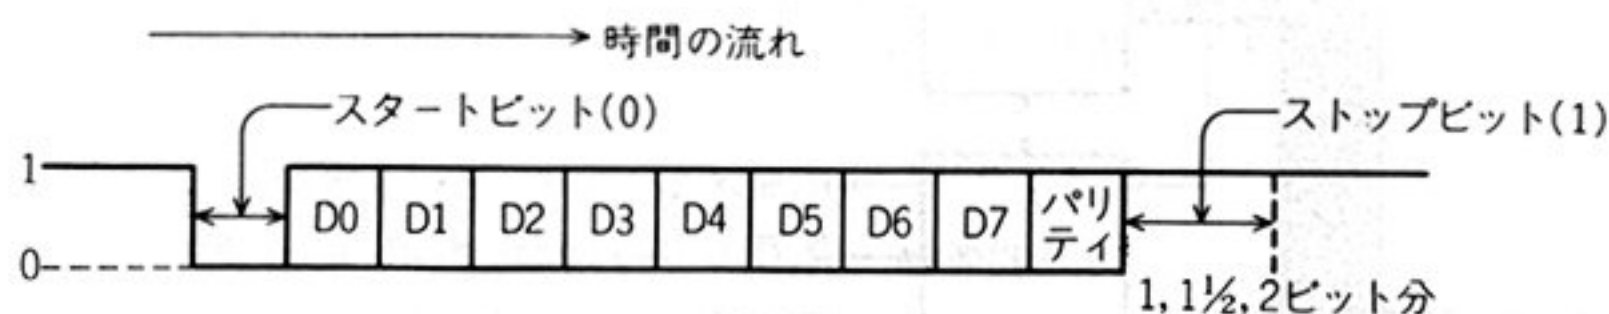 時間の流れ
スタートビット(0)
ストップビット(1)
1
D0 D1 D2 D3 D4 D5 D6 D7 パリティ
0
1, 1½, 2ビット分